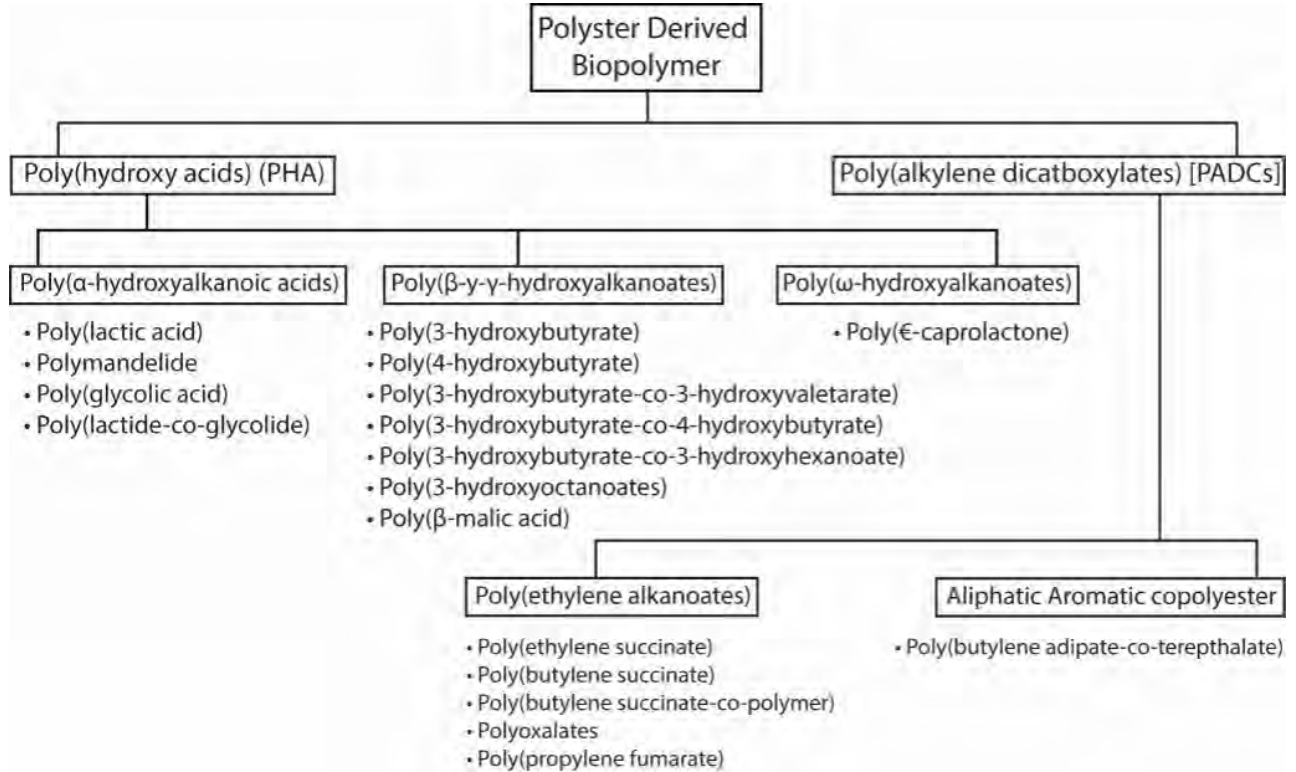 Polyster Derived
Biopolymer
Poly(hydroxy acids) (PHA)
Poly(alkylene dicatboxylates) [PADCs]
Poly(α-hydroxyalkanoic acids)
• Poly(lactic acid)
• Polymandelide
• Poly(glycolic acid)
• Poly(lactide-co-glycolide)
Poly(β-y-γ-hydroxyalkanoates)
• Poly(3-hydroxybutyrate)
• Poly(4-hydroxybutyrate)
• Poly(3-hydroxybutyrate-co-3-hydroxyvaletarate)
• Poly(3-hydroxybutyrate-co-4-hydroxybutyrate)
• Poly(3-hydroxybutyrate-co-3-hydroxyhexanoate)
• Poly(3-hydroxyoctanoates)
• Poly(β-malic acid)
Poly(ω-hydroxyalkanoates)
• Poly(€-caprolactone)
Poly(ethylene alkanoates)
• Poly(ethylene succinate)
• Poly(butylene succinate)
• Poly(butylene succinate-co-polymer)
• Polyoxalates
• Poly(propylene fumarate)
Aliphatic Aromatic copolyester
• Poly(butylene adipate-co-terepthalate)